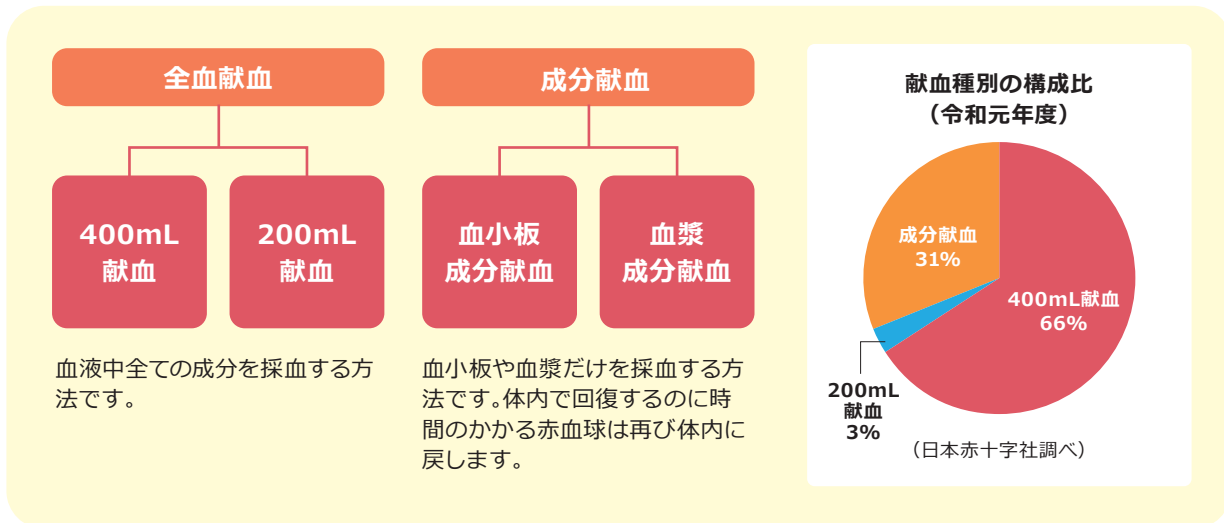 全血献血
400mL
献血
200mL
献血
血液中全ての成分を採血する方
法です。
成分献血
血小板
成分献血
血漿
成分献血
血小板や血漿だけを採血する方
法です。体内で回復するのに時
間のかかる赤血球は再び体内に
戻します。
献血種別の構成比
（令和元年度）
成分献血
31%
400mL献血
66%
200mL
献血
3%
（日本赤十字社調べ）